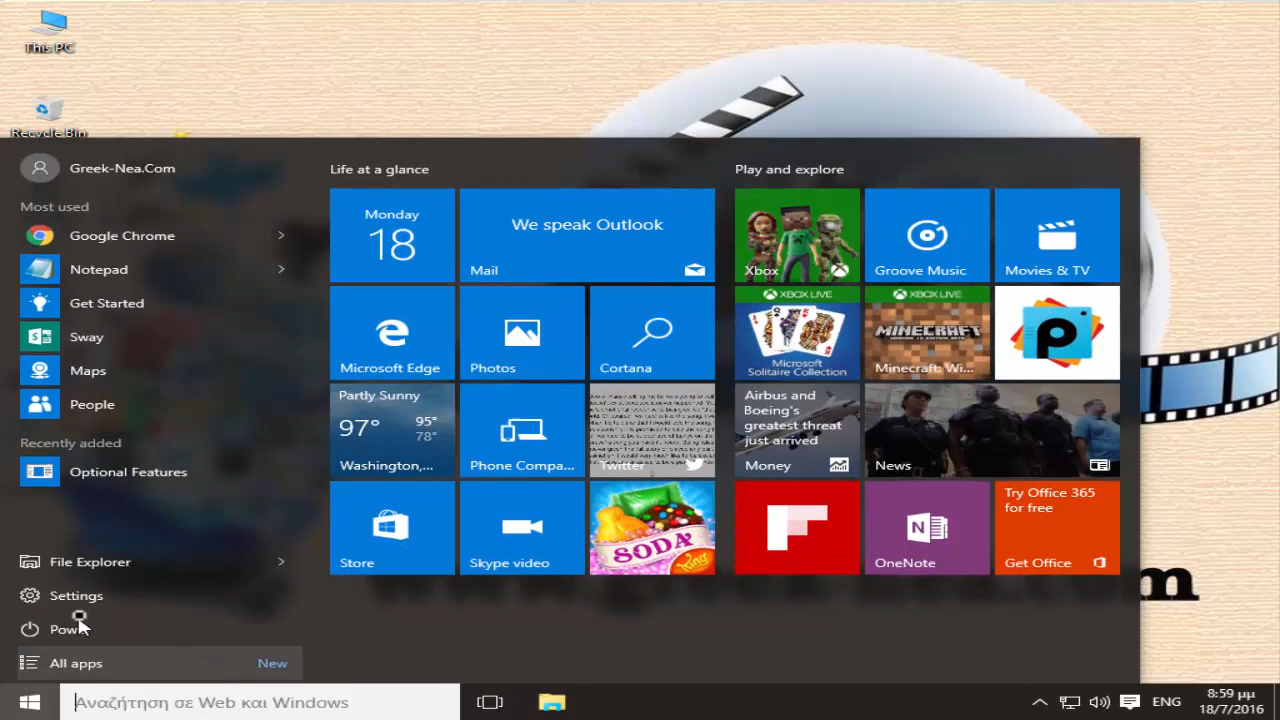 This PC
Recycle Bin
Greek-Nea.Com
Most used
Google Chrome
Notepad
Get Started
Sway
Maps
People
Recently added
Optional Features
File Explorer
Settings
Power
All apps
New
Life at a glance
Monday
18
We speak Outlook
Mail
Microsoft Edge
Photos
Cortana
Partly Sunny
97° 95°
78°
Washington,...
Phone Compa...
Twitter
Store
Skype video
SODA
King
Play and explore
Xbox
Groove Music
Movies & TV
XBOX LIVE
Microsoft
Solitaire Collection
XBOX LIVE
MINECRAFT
Minecraft: Wi...
Airbus and
Boeing's
greatest threat
just arrived
Money
News
OneNote
Try Office 365
for free
Get Office
m
Αναζήτηση σε Web και Windows
ENG
8:59 μμ
18/7/2016